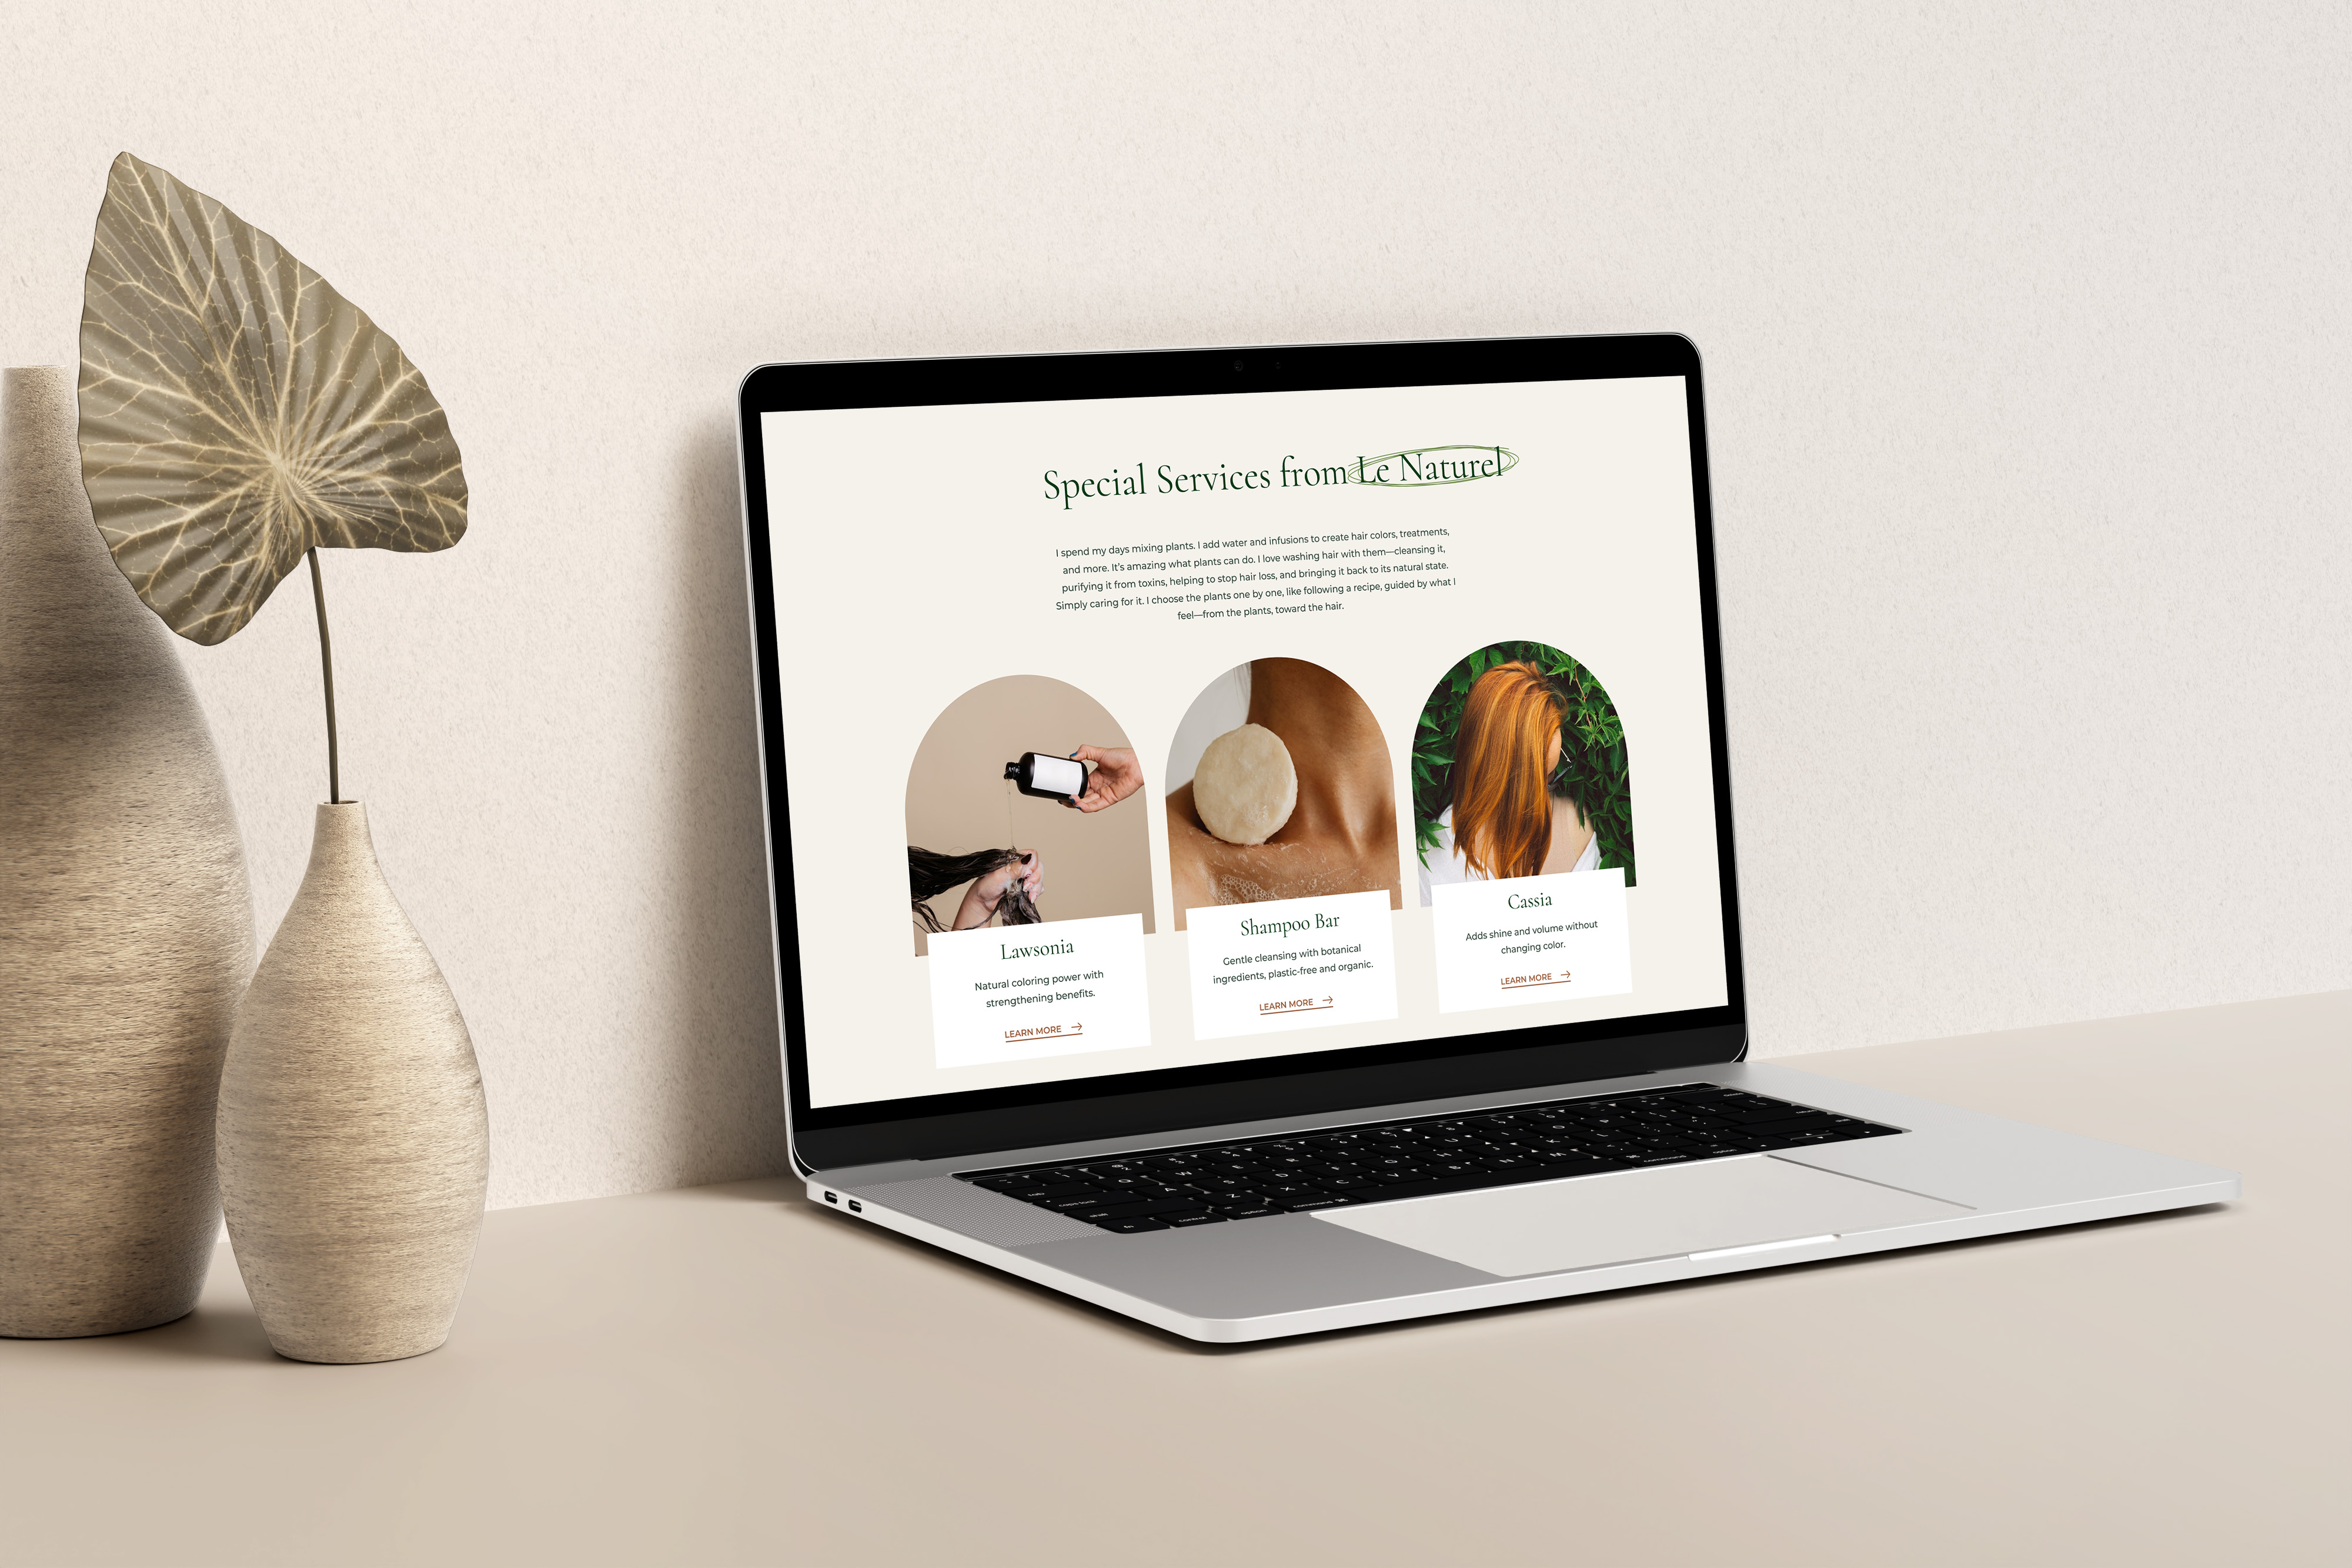 Special Services from Le Naturel
I spend my days mixing plants. I add water and infusions to create hair colors, treatments,
and more. It's amazing what plants can do. I love washing hair with them—cleansing it,
purifying it from toxins, helping to stop hair loss, and bringing it back to its natural state.
Simply caring for it. I choose the plants one by one, like following a recipe, guided by what I
feel—from the plants, toward the hair.
Lawsonia
Natural coloring power with
strengthening benefits.
LEARN MORE →
Shampoo Bar
Gentle cleansing with botanical
ingredients, plastic-free and organic.
LEARN MORE →
Cassia
Adds shine and volume without
changing color.
LEARN MORE →